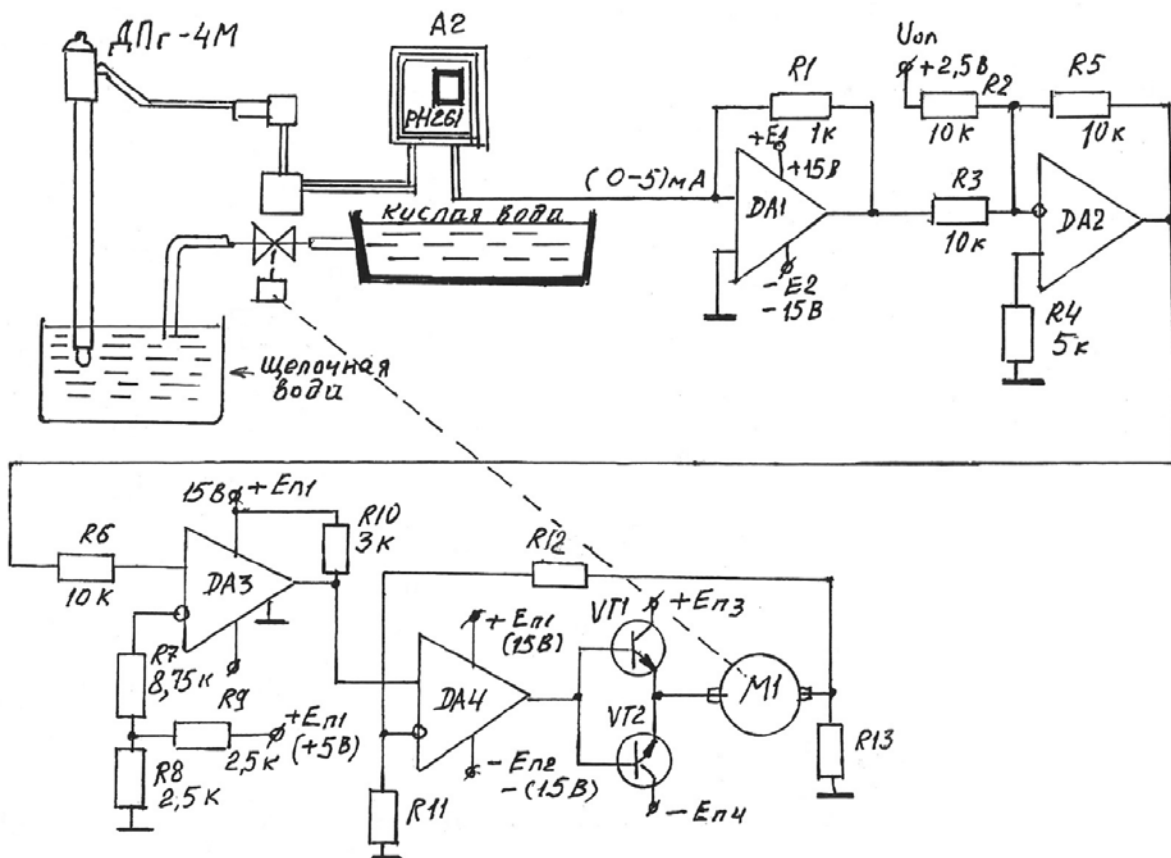 ДПг-4М
А2
рН261
(0-5)мА
Кислая вода
Щелочная
вода
R1
1к
+Е1
+15В
DA1
-Е2
-15В
Uоп
+2,5В
R2
10к
R5
10к
R3
10к
DA2
R4
5к
15В
+Еп1
R6
10К
DA3
R10
3к
R7
8,75к
R9
2,5к
+Еп1
(+5В)
R8
2,5к
R12
+Еп1
(15В)
DA4
-Еп2
-(15В)
R11
VT1
+Еп3
VT2
-Еп4
М1
R13